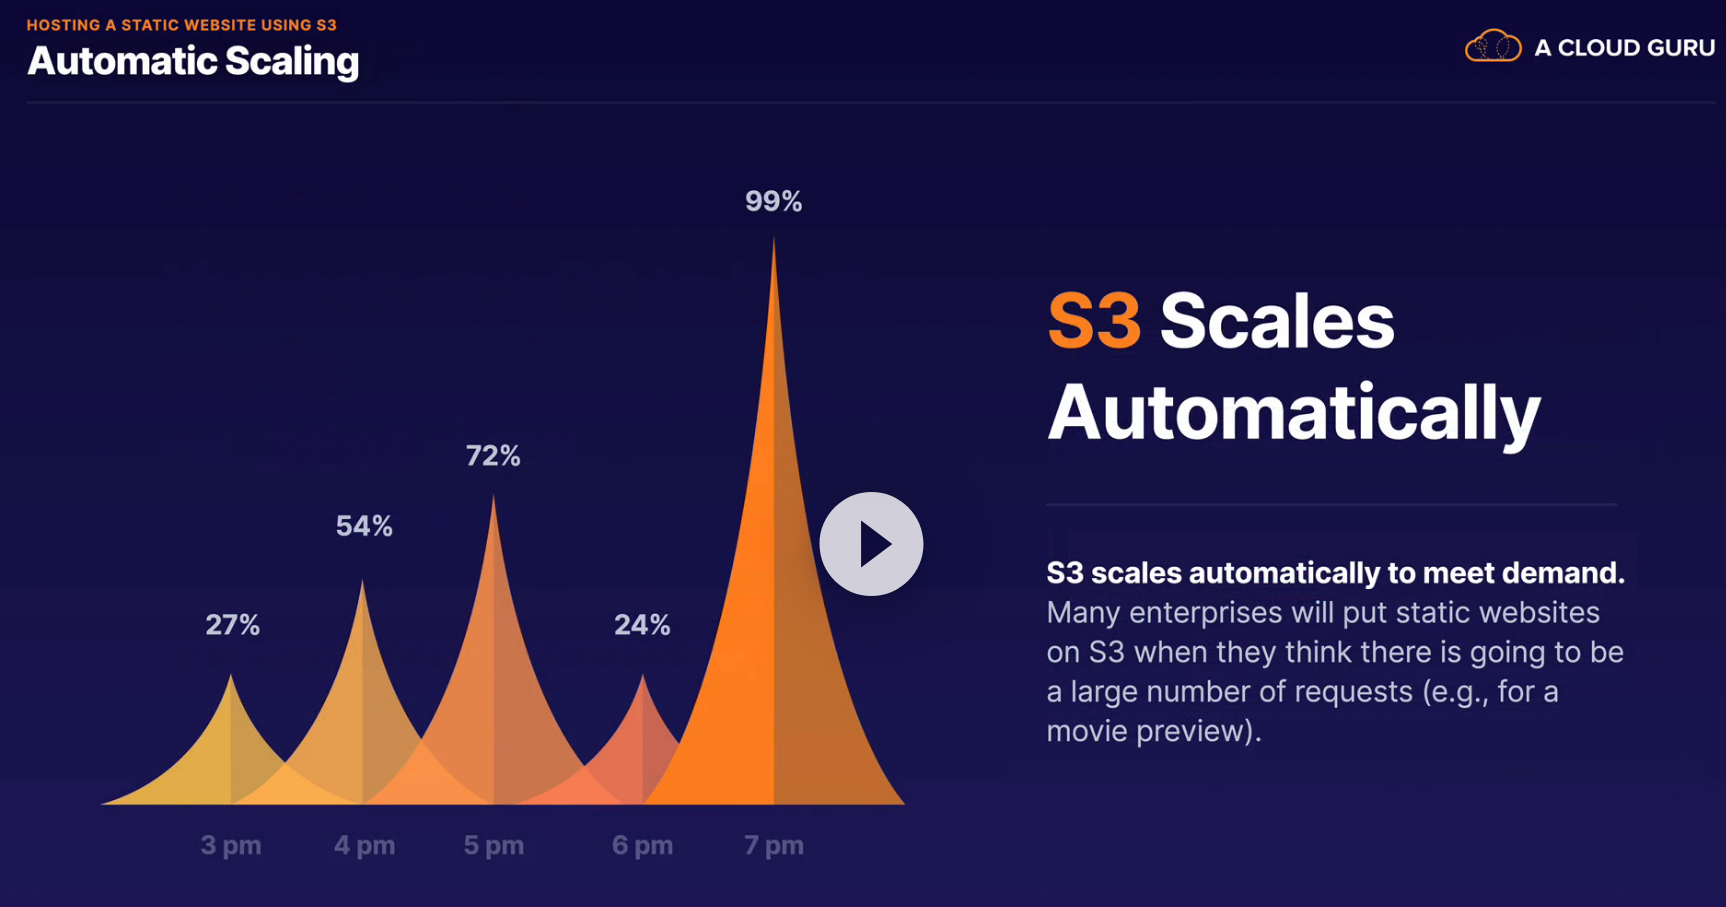 HOSTING A STATIC WEBSITE USING S3
Automatic Scaling
A CLOUD GURU
99%
72%
54%
27%
24%
3 pm
4 pm
5 pm
6 pm
7 pm
S3 Scales
Automatically
S3 scales automatically to meet demand.
Many enterprises will put static websites
on S3 when they think there is going to be
a large number of requests (e.g., for a
movie preview).